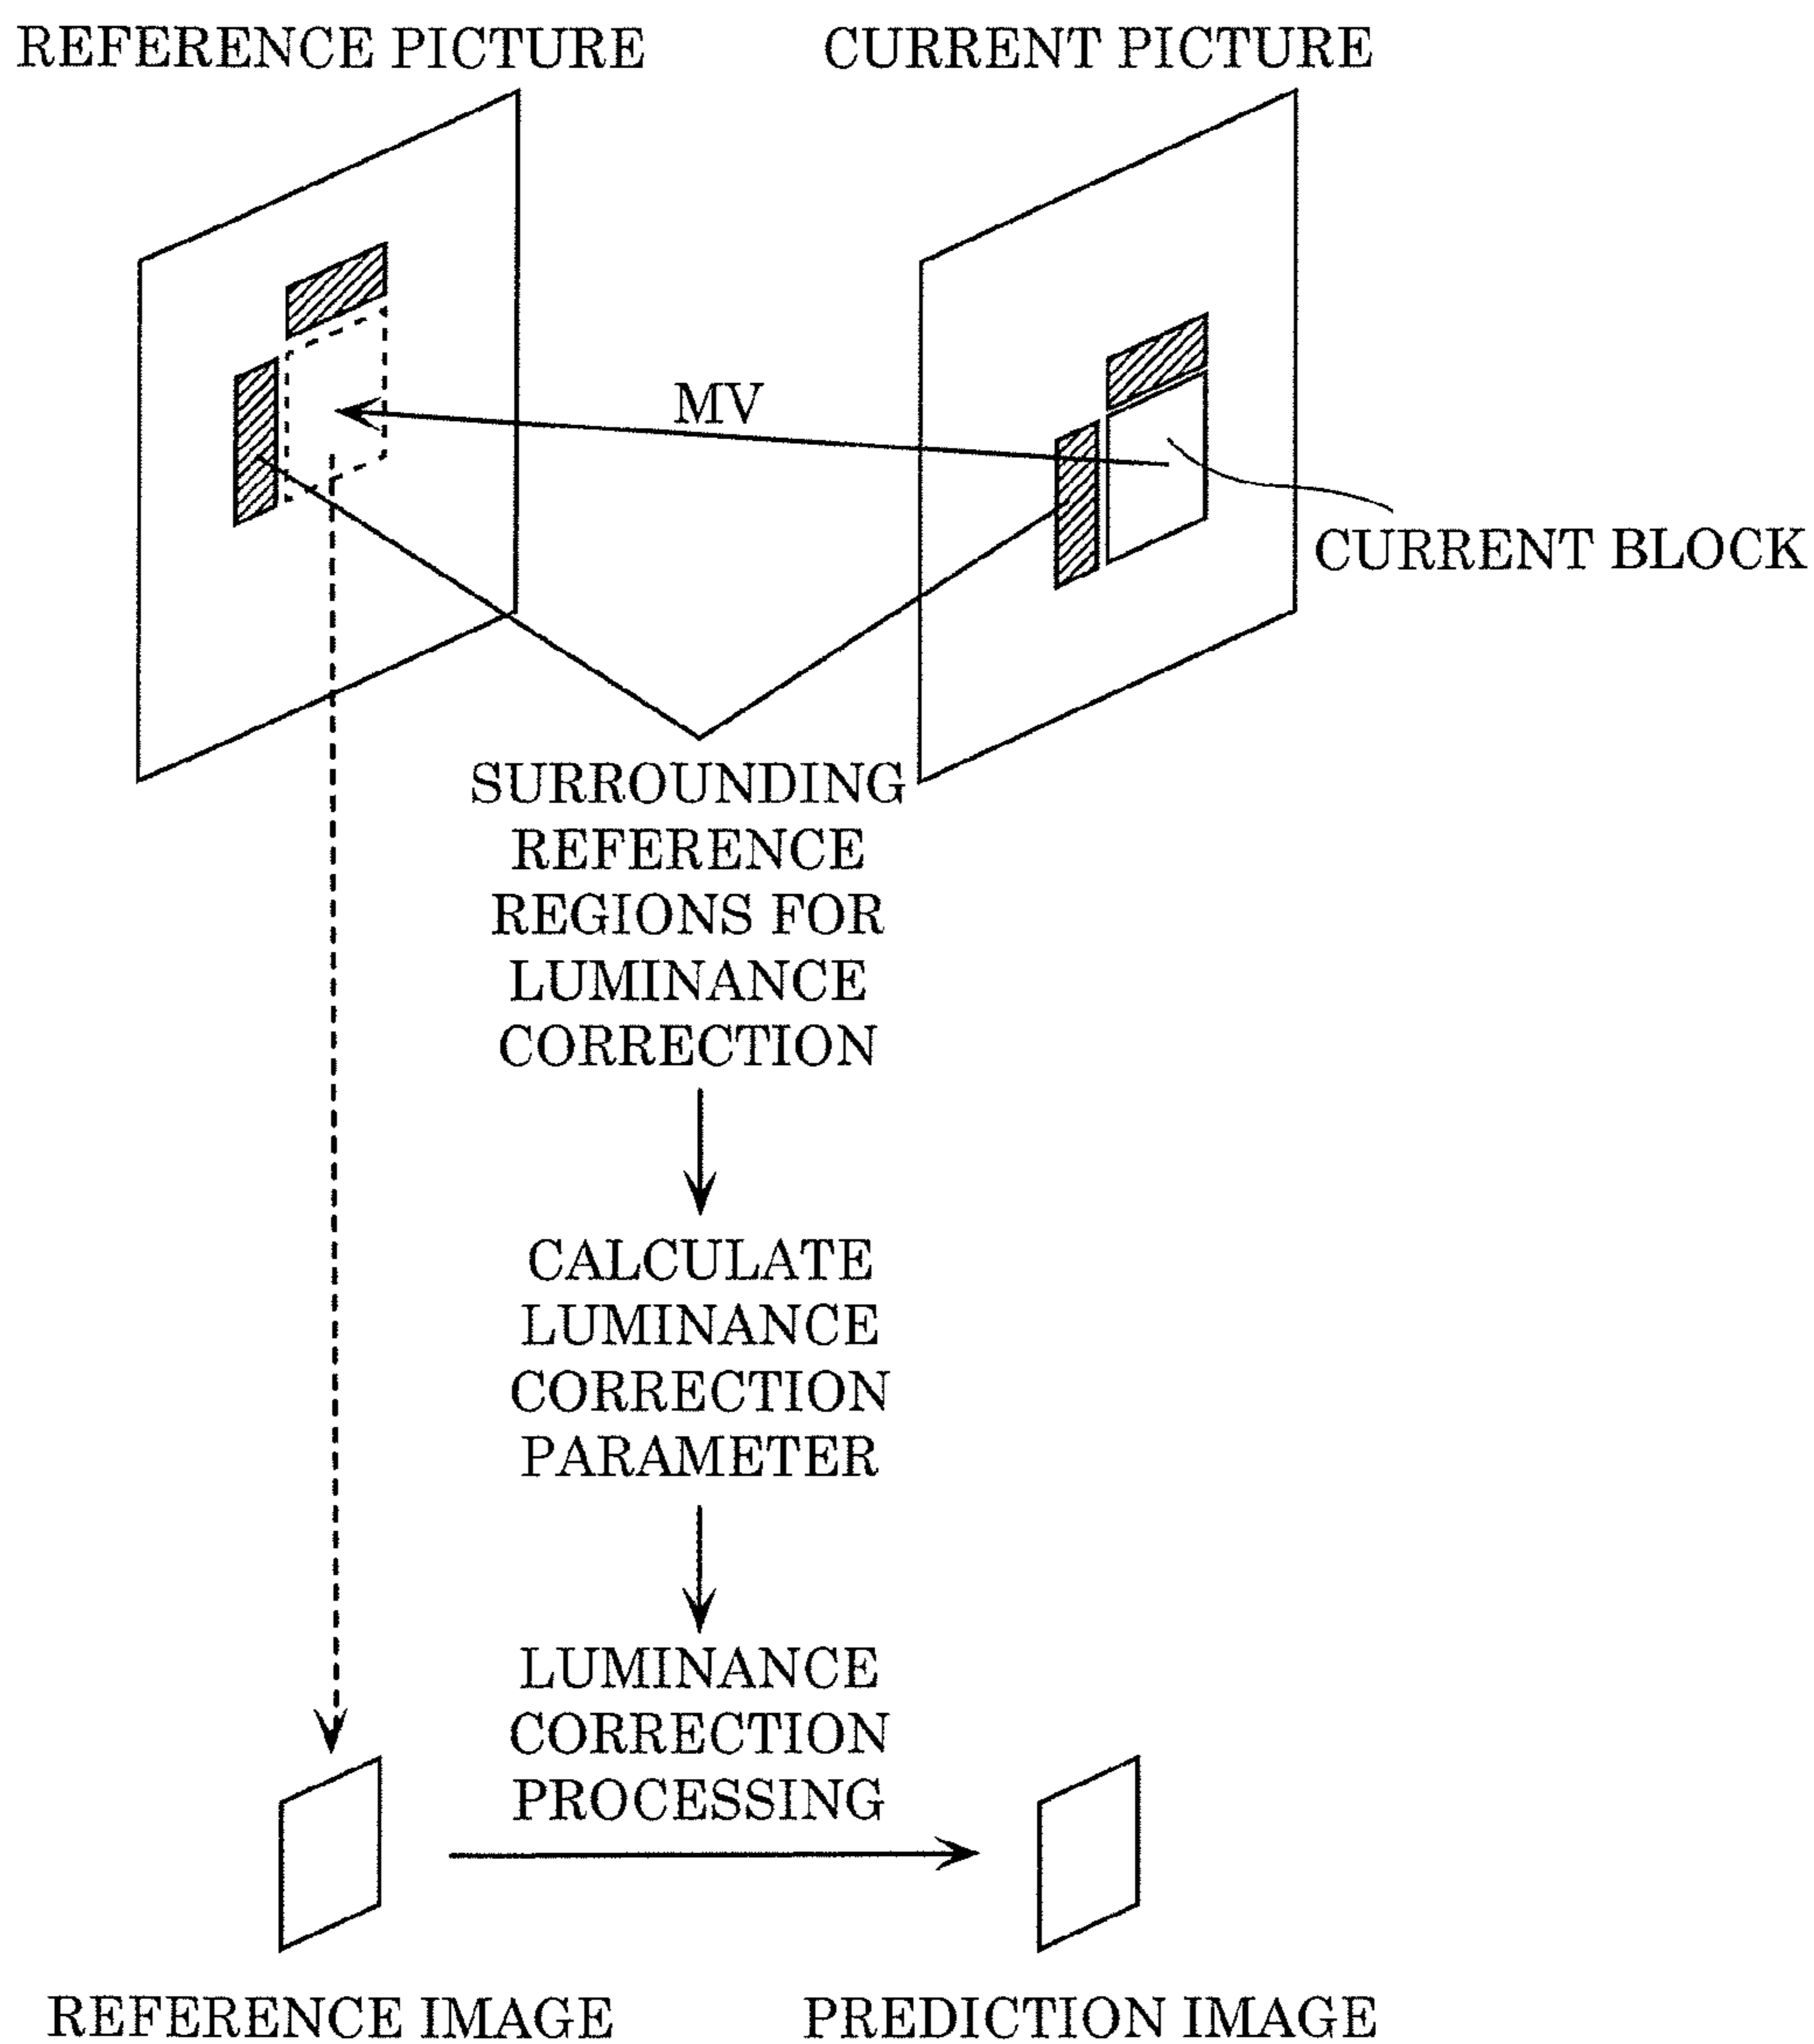 REFERENCE PICTURE
CURRENT PICTURE
MV
CURRENT BLOCK
SURROUNDING
REFERENCE
REGIONS FOR
LUMINANCE
CORRECTION
CALCULATE
LUMINANCE
CORRECTION
PARAMETER
LUMINANCE
CORRECTION
PROCESSING
REFERENCE IMAGE
PREDICTION IMAGE